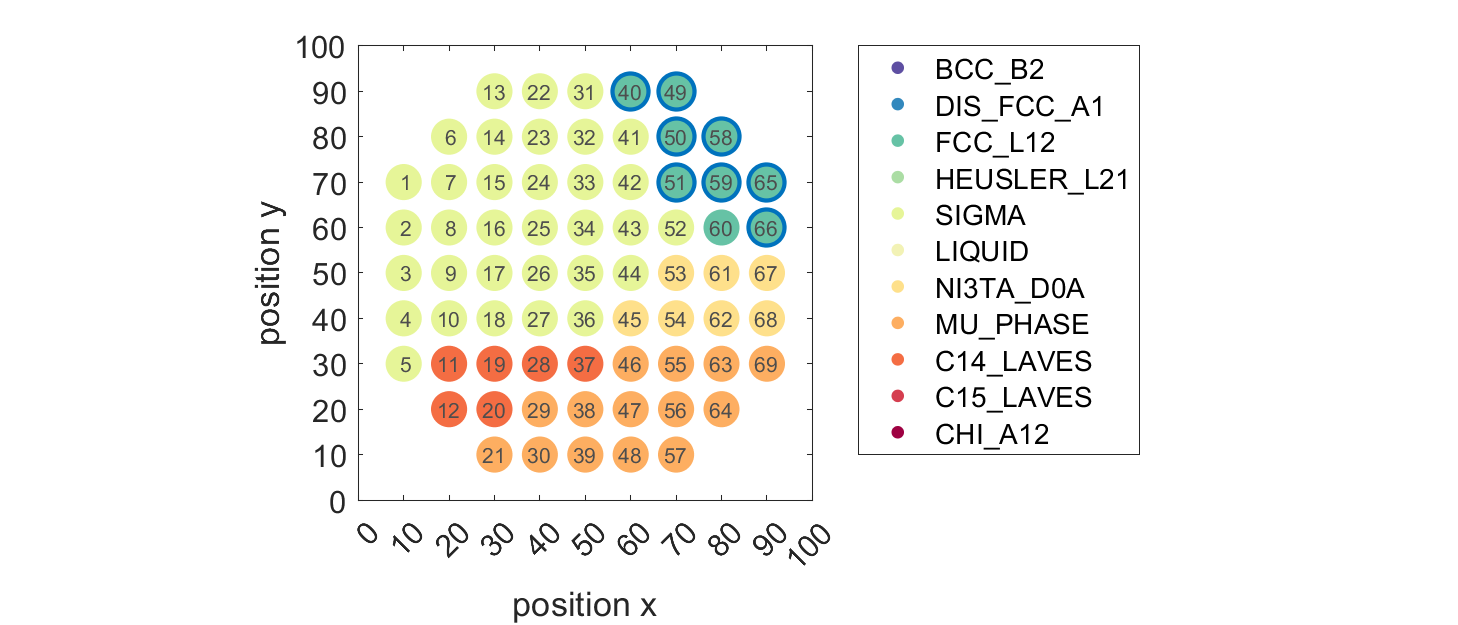 100
90
80
70
60
50
40
30
20
10
0
position y
13 22 31 40 49
6 14 23 32 41 50 58
1 7 15 24 33 42 51 59 65
2 8 16 25 34 43 52 60 66
3 9 17 26 35 44 53 61 67
4 10 18 27 36 45 54 62 68
5 11 19 28 37 46 55 63 69
12 20 29 38 47 56 64
21 30 39 48 57
0 10 20 30 40 50 60 70 80 90 100
position x
BCC_B2
DIS_FCC_A1
FCC_L12
HEUSLER_L21
SIGMA
LIQUID
NI3TA_D0A
MU_PHASE
C14_LAVES
C15_LAVES
CHI_A12